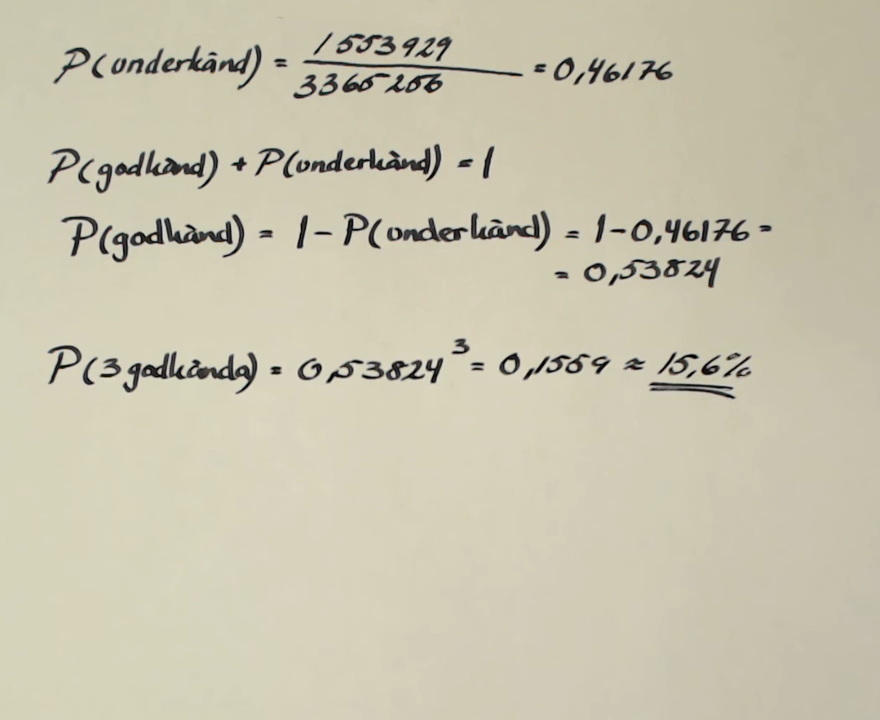 P(underkänd) = 1553929 / 3365256 = 0,46176
P(godkänd) + P(underkänd) = 1
P(godkänd) = 1 - P(underkänd) = 1-0,46176 =
= 0,53824
P(3 godkända) = 0,53824³ = 0,1559 ≈ 15,6%